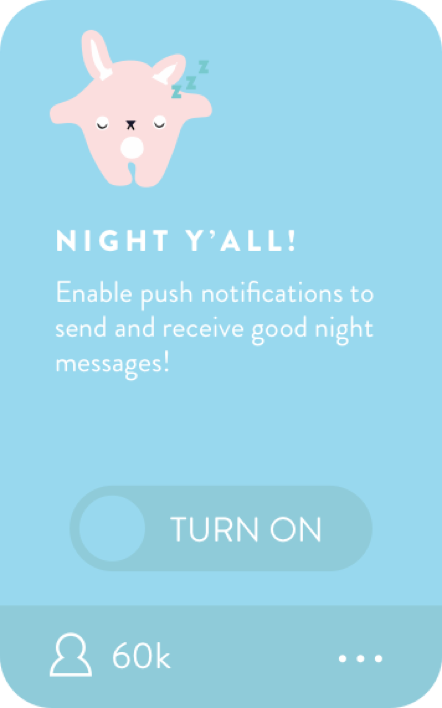 z
z
z
NIGHT Y’ALL!
Enable push notifications to
send and receive good night
messages!
TURN ON
60k